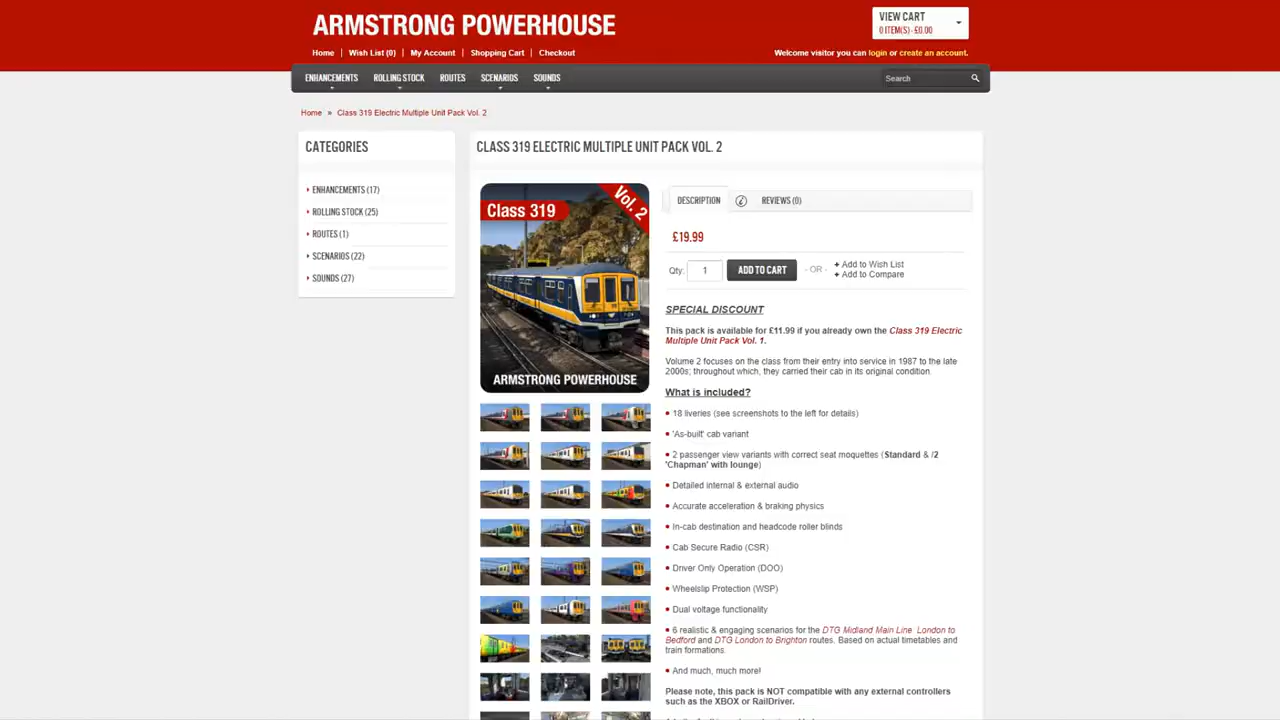 ARMSTRONG POWERHOUSE
VIEW CART
0 ITEM(S) - £0.00
Home
Wish List (0)
My Account
Shopping Cart
Checkout
Welcome visitor you can login or create an account.
ENHANCEMENTS
ROLLING STOCK
ROUTES
SCENARIOS
SOUNDS
Search
Home » Class 319 Electric Multiple Unit Pack Vol. 2
CATEGORIES
ENHANCEMENTS (17)
ROLLING STOCK (25)
ROUTES (1)
SCENARIOS (22)
SOUNDS (27)
CLASS 319 ELECTRIC MULTIPLE UNIT PACK VOL. 2
Class 319
Vol. 2
ARMSTRONG POWERHOUSE
DESCRIPTION
REVIEWS (0)
£19.99
Qty: 1
ADD TO CART
- OR -
+ Add to Wish List
+ Add to Compare
SPECIAL DISCOUNT
This pack is available for £11.99 if you already own the Class 319 Electric
Multiple Unit Pack Vol. 1.
Volume 2 focuses on the class from their entry into service in 1987 to the late
2000s; throughout which, they carried their cab in its original condition.
What is included?
18 liveries (see screenshots to the left for details)
'As-built' cab variant
2 passenger view variants with correct seat moquettes (Standard & /2
'Chapman' with lounge)
Detailed internal & external audio
Accurate acceleration & braking physics
In-cab destination and headcode roller blinds
Cab Secure Radio (CSR)
Driver Only Operation (DOO)
Wheelslip Protection (WSP)
Dual voltage functionality
6 realistic & engaging scenarios for the DTG Midland Main Line London to
Bedford and DTG London to Brighton routes. Based on actual timetables and
train formations.
And much, much more!
Please note, this pack is NOT compatible with any external controllers
such as the XBOX or RailDriver.